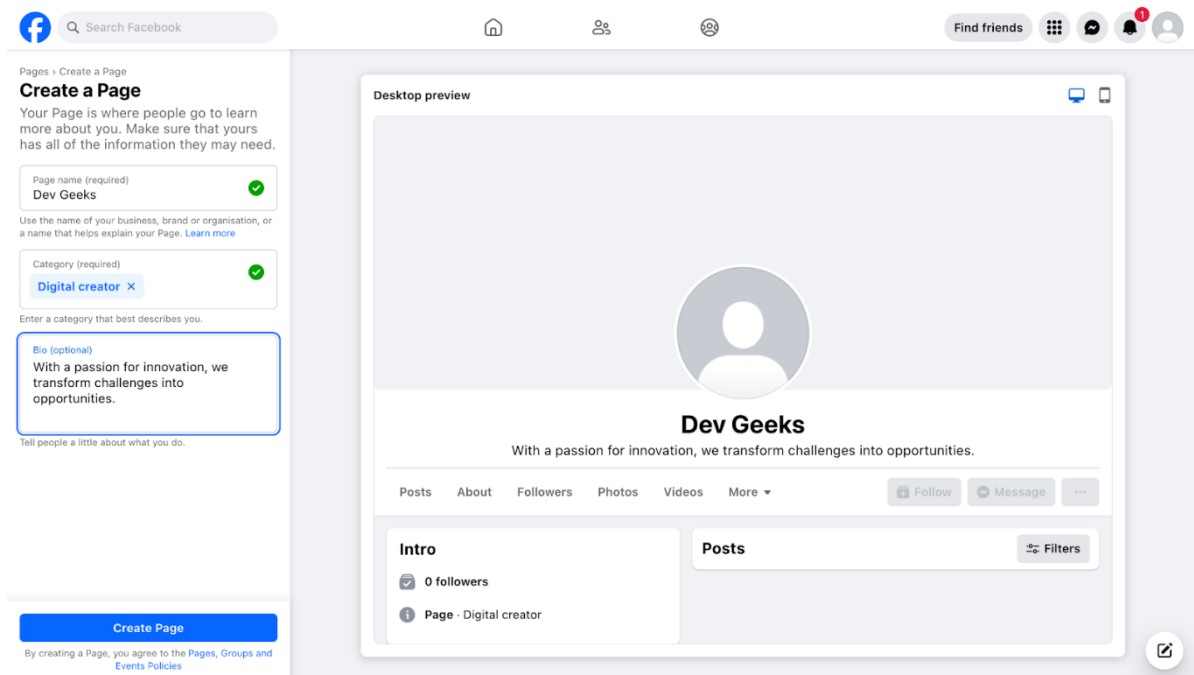 Search Facebook
Find friends
1
Pages › Create a Page
Create a Page
Your Page is where people go to learn
more about you. Make sure that yours
has all of the information they may need.
Page name (required)
Dev Geeks
Use the name of your business, brand or organisation, or
a name that helps explain your Page. Learn more
Category (required)
Digital creator ×
Enter a category that best describes you.
Bio (optional)
With a passion for innovation, we
transform challenges into
opportunities.
Tell people a little about what you do.
Create Page
By creating a Page, you agree to the Pages, Groups and
Events Policies
Desktop preview
Dev Geeks
With a passion for innovation, we transform challenges into opportunities.
Posts About Followers Photos Videos More Follow Message ...
Intro
0 followers
Page · Digital creator
Posts
Filters